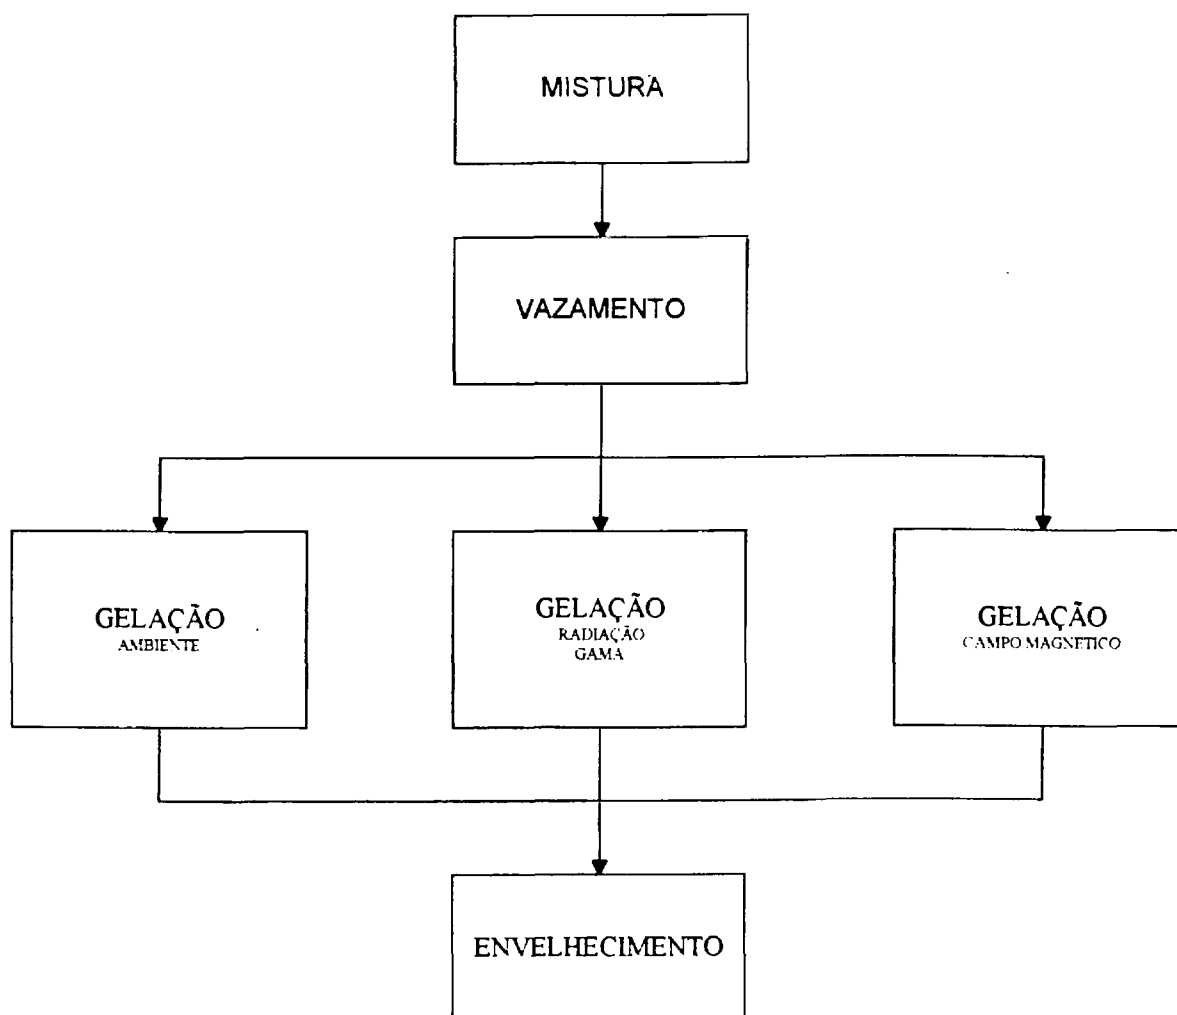 MISTURA
VAZAMENTO
GELAÇÃO
AMBIENTE
GELAÇÃO
RADIAÇÃO
GAMA
GELAÇÃO
CAMPO MAGNETICO
ENVELHECIMENTO